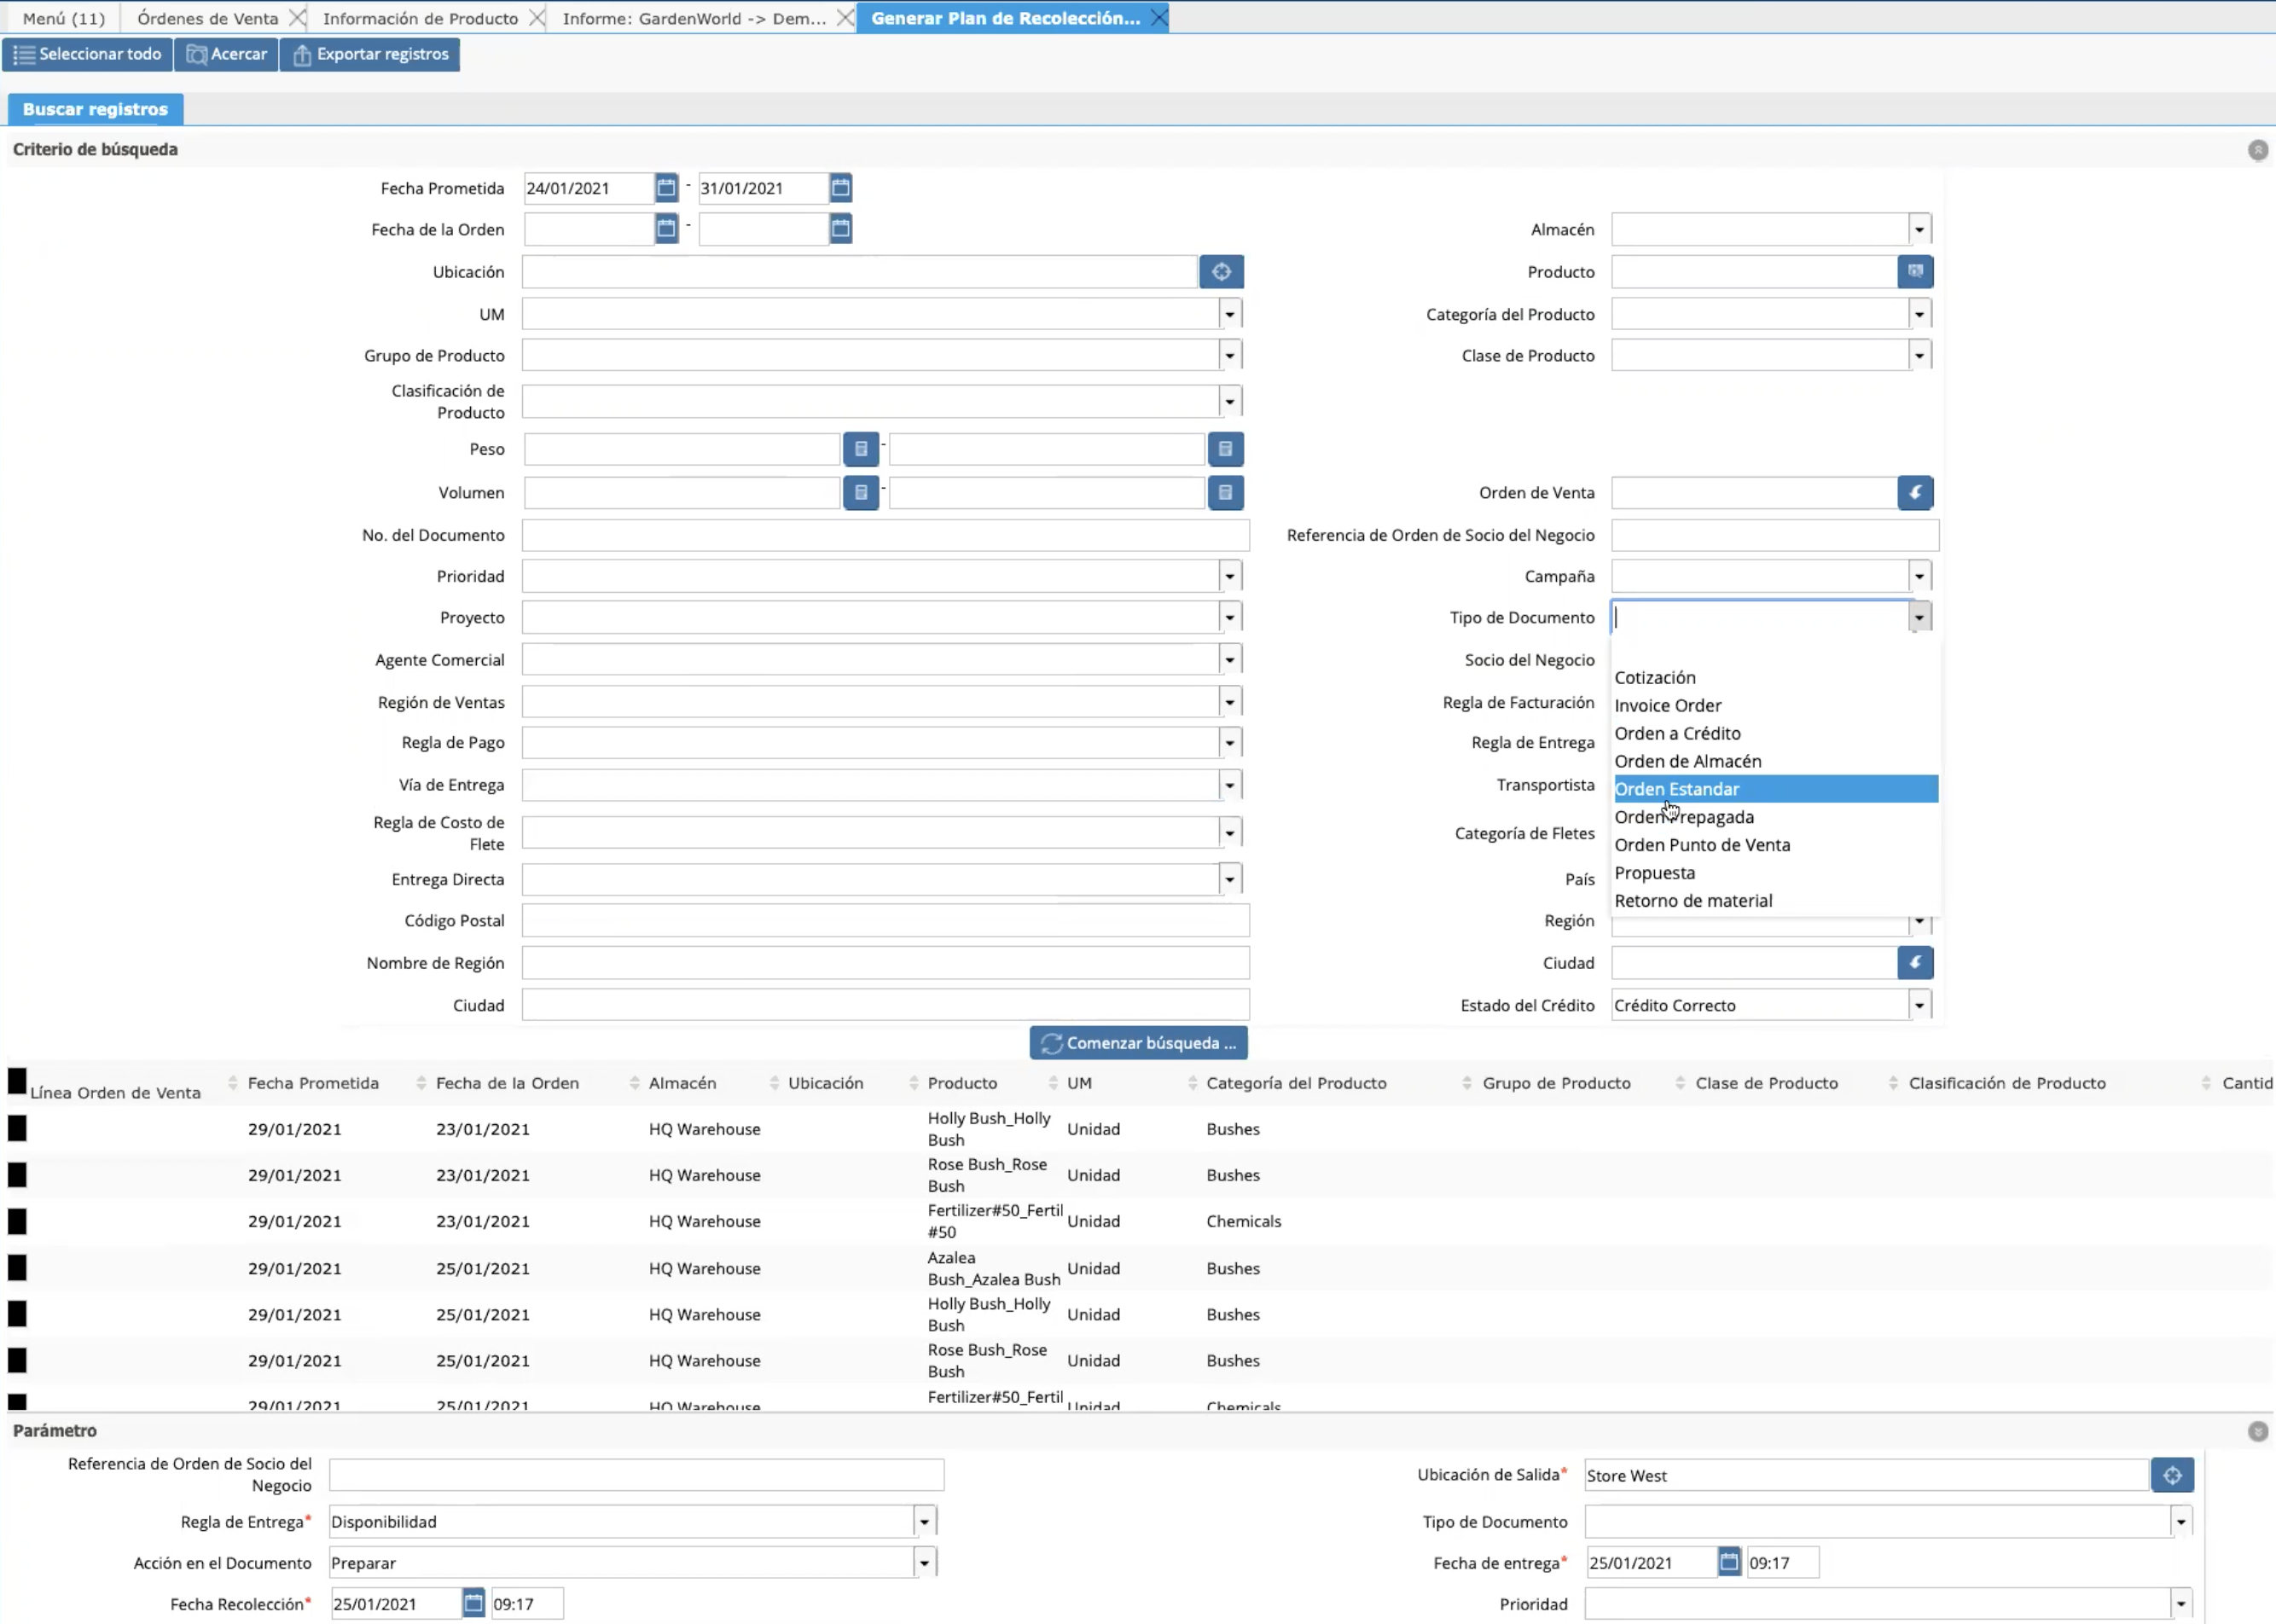 Menú (11)
Órdenes de Venta
Información de Producto
Informe: GardenWorld -> Dem...
Generar Plan de Recolección...
Seleccionar todo
Acercar
Exportar registros
Buscar registros
Criterio de búsqueda
Fecha Prometida 24/01/2021 - 31/01/2021
Fecha de la Orden -
Almacén
Ubicación
Producto
UM
Categoría del Producto
Grupo de Producto
Clase de Producto
Clasificación de
Producto
Peso -
Volumen -
Orden de Venta
No. del Documento
Referencia de Orden de Socio del Negocio
Prioridad
Campaña
Proyecto
Tipo de Documento
Agente Comercial
Socio del Negocio
Cotización
Región de Ventas
Regla de Facturación
Invoice Order
Orden a Crédito
Regla de Pago
Regla de Entrega
Orden de Almacén
Vía de Entrega
Transportista
Orden Estandar
Orden Prepagada
Regla de Costo de
Flete
Categoría de Fletes
Orden Punto de Venta
Propuesta
Entrega Directa
País
Retorno de material
Código Postal
Región
Nombre de Región
Ciudad
Ciudad
Estado del Crédito Crédito Correcto
Comenzar búsqueda ...
Línea Orden de Venta Fecha Prometida Fecha de la Orden Almacén Ubicación Producto UM Categoría del Producto Grupo de Producto Clase de Producto Clasificación de Producto Cantid
29/01/2021 23/01/2021 HQ Warehouse Holly Bush_Holly
Bush Unidad Bushes
29/01/2021 23/01/2021 HQ Warehouse Rose Bush_Rose
Bush Unidad Bushes
29/01/2021 23/01/2021 HQ Warehouse Fertilizer#50_Fertil
#50 Unidad Chemicals
29/01/2021 25/01/2021 HQ Warehouse Azalea
Bush_Azalea Bush Unidad Bushes
29/01/2021 25/01/2021 HQ Warehouse Holly Bush_Holly
Bush Unidad Bushes
29/01/2021 25/01/2021 HQ Warehouse Rose Bush_Rose
Bush Unidad Bushes
29/01/2021 25/01/2021 HQ Warehouse Fertilizer#50_Fertil Unidad Chemicals
Parámetro
Referencia de Orden de Socio del
Negocio
Ubicación de Salida* Store West
Regla de Entrega* Disponibilidad
Tipo de Documento
Acción en el Documento Preparar
Fecha de entrega* 25/01/2021 09:17
Fecha Recolección* 25/01/2021 09:17
Prioridad